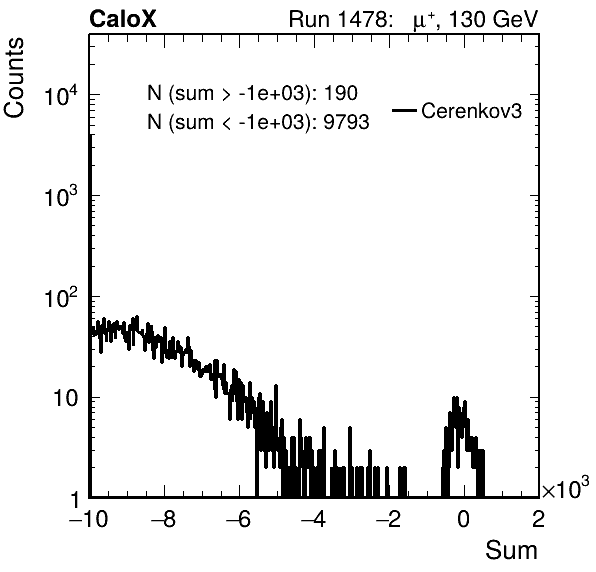 CaloX Run 1478: μ⁺, 130 GeV
Counts
N (sum > -1e+03): 190
N (sum < -1e+03): 9793
Cerenkov3
10⁴
10³
10²
10
1
−10 −8 −6 −4 −2 0 2
×10³
Sum